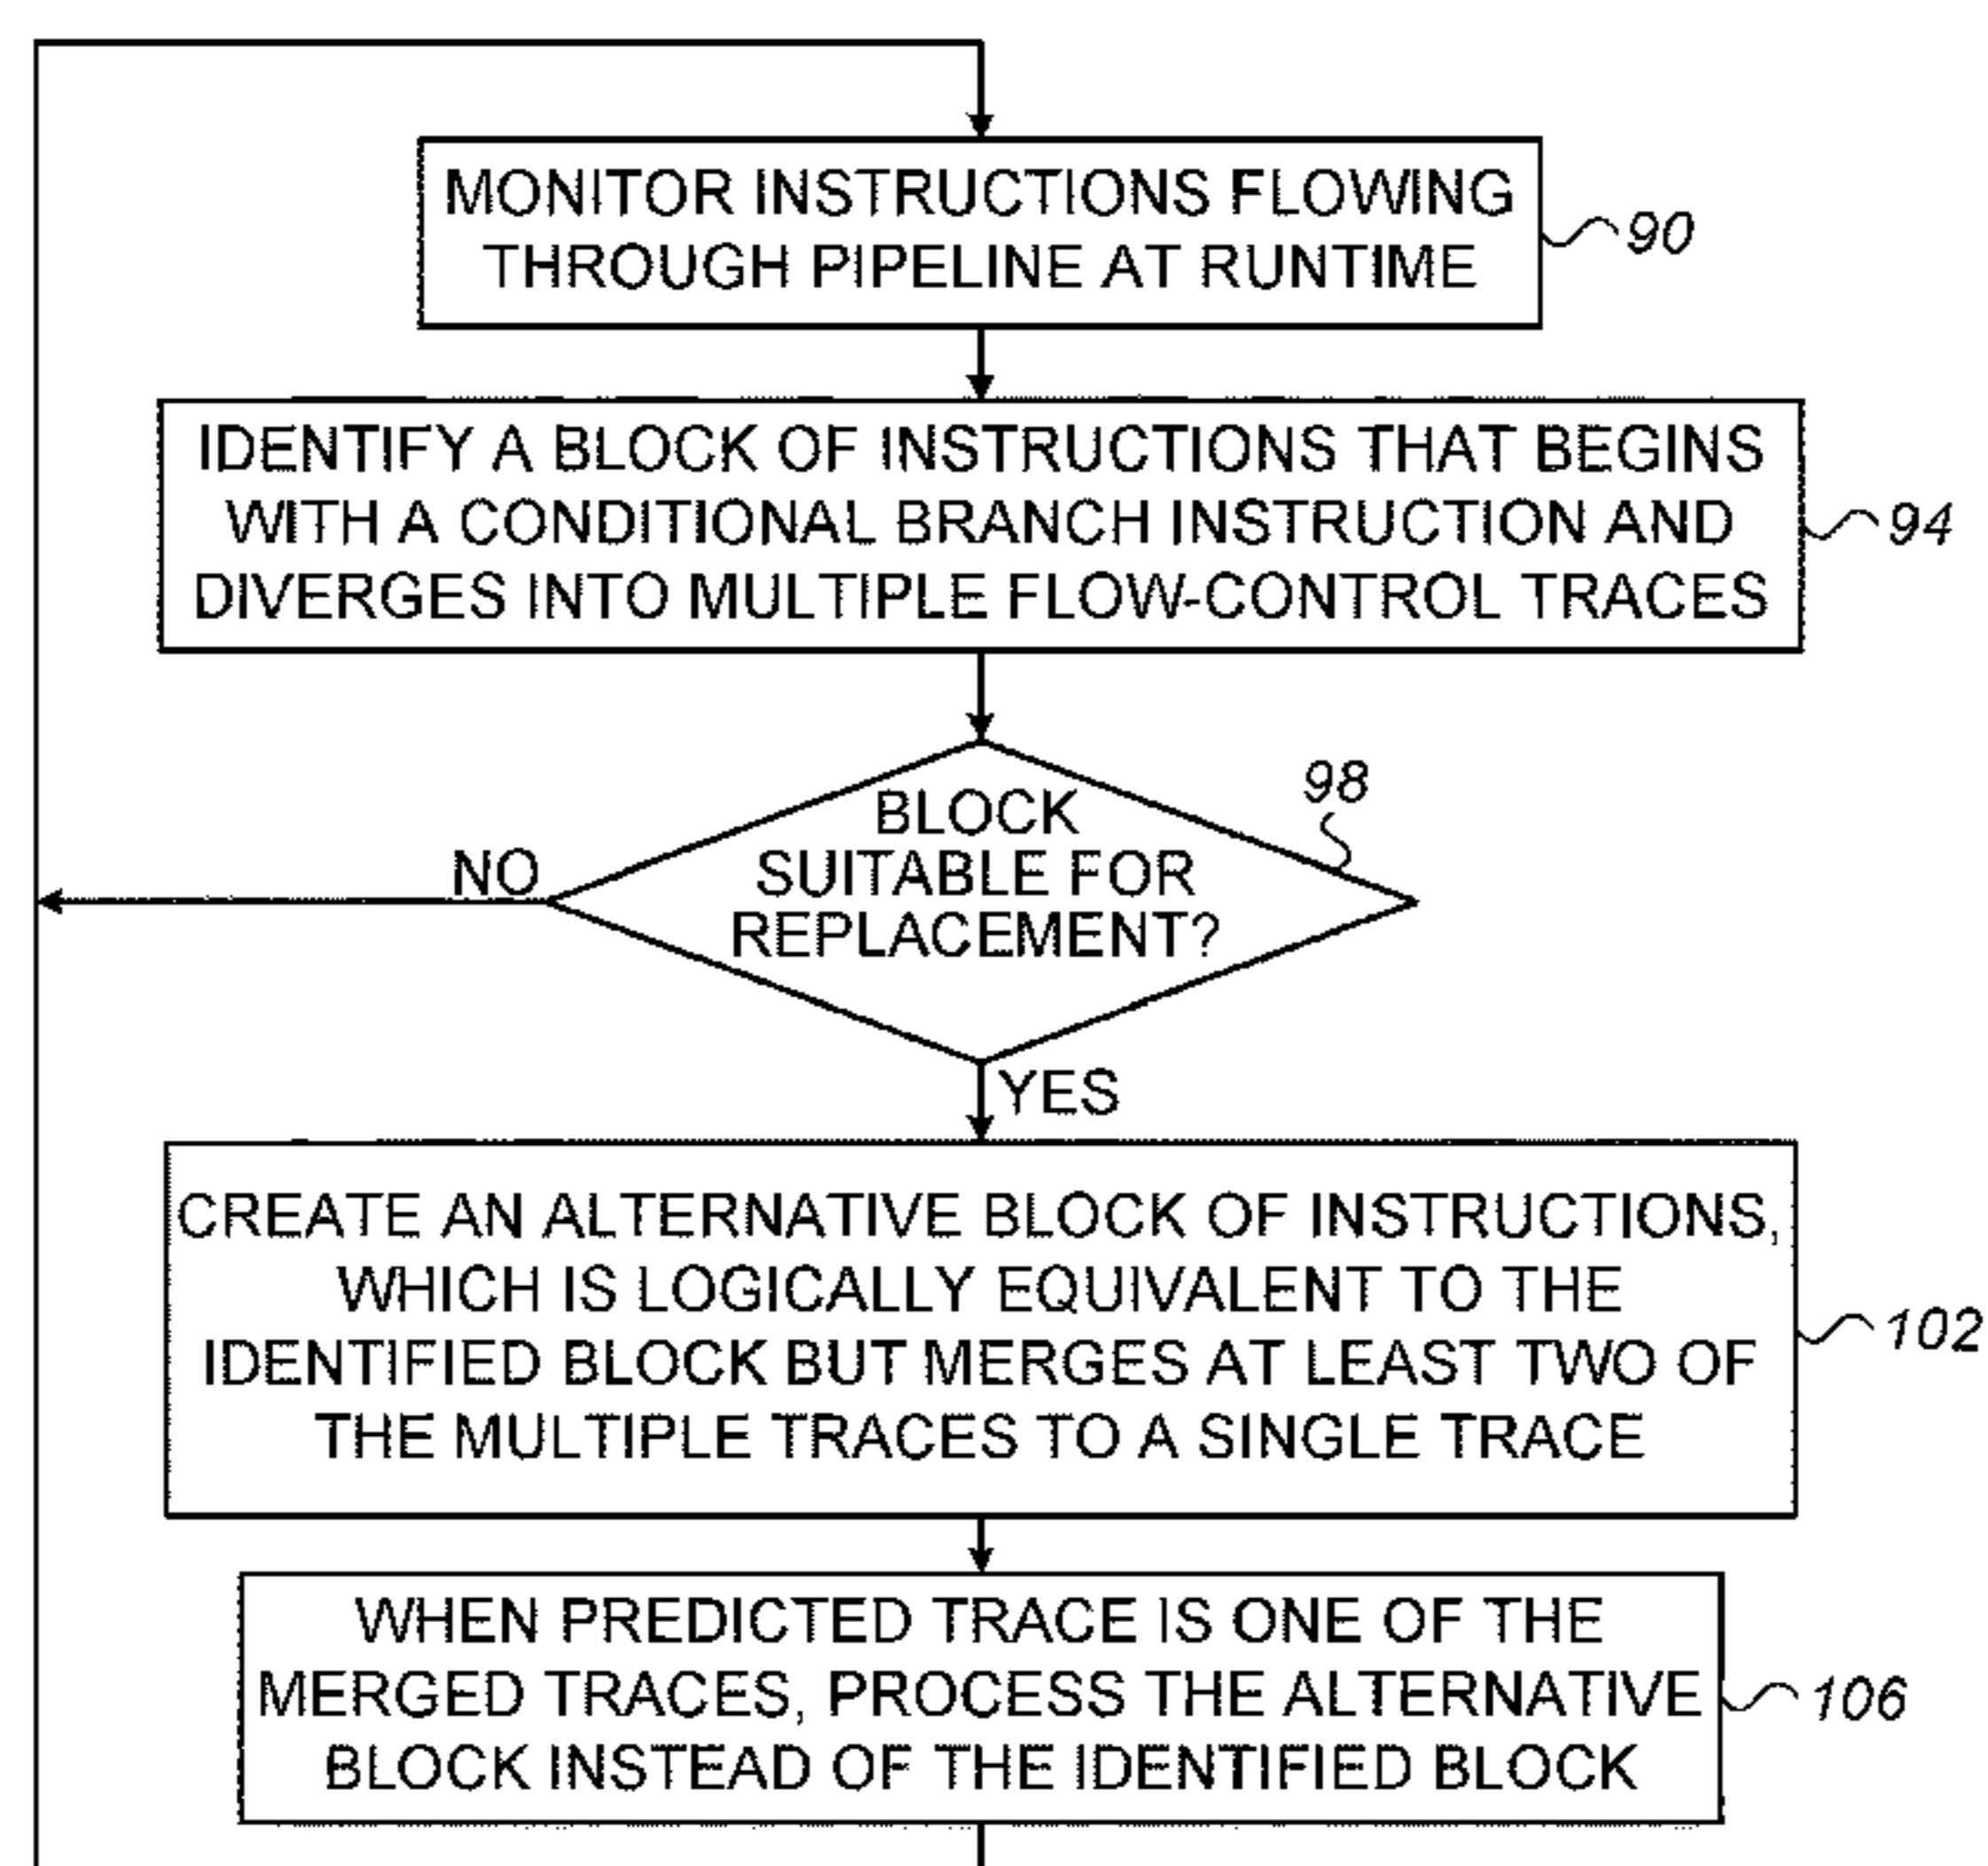 MONITOR INSTRUCTIONS FLOWING
THROUGH PIPELINE AT RUNTIME
90
IDENTIFY A BLOCK OF INSTRUCTIONS THAT BEGINS
WITH A CONDITIONAL BRANCH INSTRUCTION AND
DIVERGES INTO MULTIPLE FLOW-CONTROL TRACES
94
98
BLOCK
SUITABLE FOR
REPLACEMENT?
NO
YES
CREATE AN ALTERNATIVE BLOCK OF INSTRUCTIONS,
WHICH IS LOGICALLY EQUIVALENT TO THE
IDENTIFIED BLOCK BUT MERGES AT LEAST TWO OF
THE MULTIPLE TRACES TO A SINGLE TRACE
102
WHEN PREDICTED TRACE IS ONE OF THE
MERGED TRACES, PROCESS THE ALTERNATIVE
BLOCK INSTEAD OF THE IDENTIFIED BLOCK
106